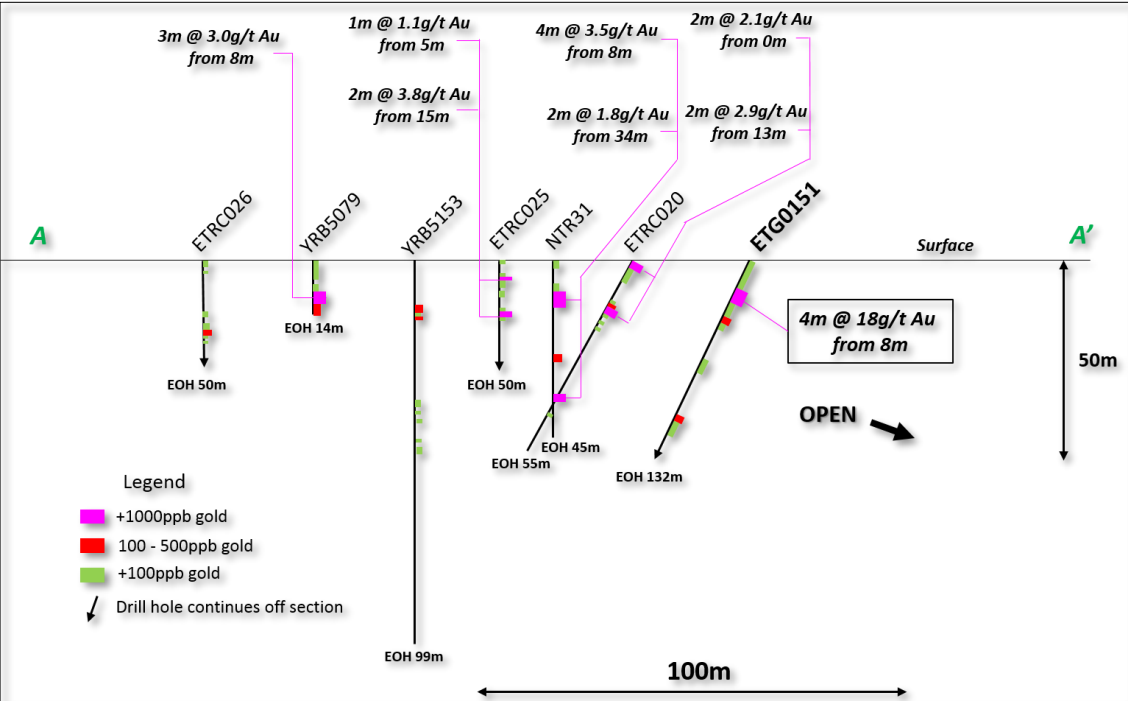 3m @ 3.0g/t Au
from 8m
1m @ 1.1g/t Au
from 5m
2m @ 3.8g/t Au
from 15m
4m @ 3.5g/t Au
from 8m
2m @ 1.8g/t Au
from 34m
2m @ 2.1g/t Au
from 0m
2m @ 2.9g/t Au
from 13m
A
ETRC026
YRB5079
YRB5153
ETRC025
NTR31
ETRC020
ETG0151
Surface
A’
EOH 50m
EOH 14m
EOH 99m
EOH 50m
EOH 45m
EOH 55m
EOH 132m
4m @ 18g/t Au
from 8m
50m
OPEN
Legend
+1000ppb gold
100 - 500ppb gold
+100ppb gold
Drill hole continues off section
100m